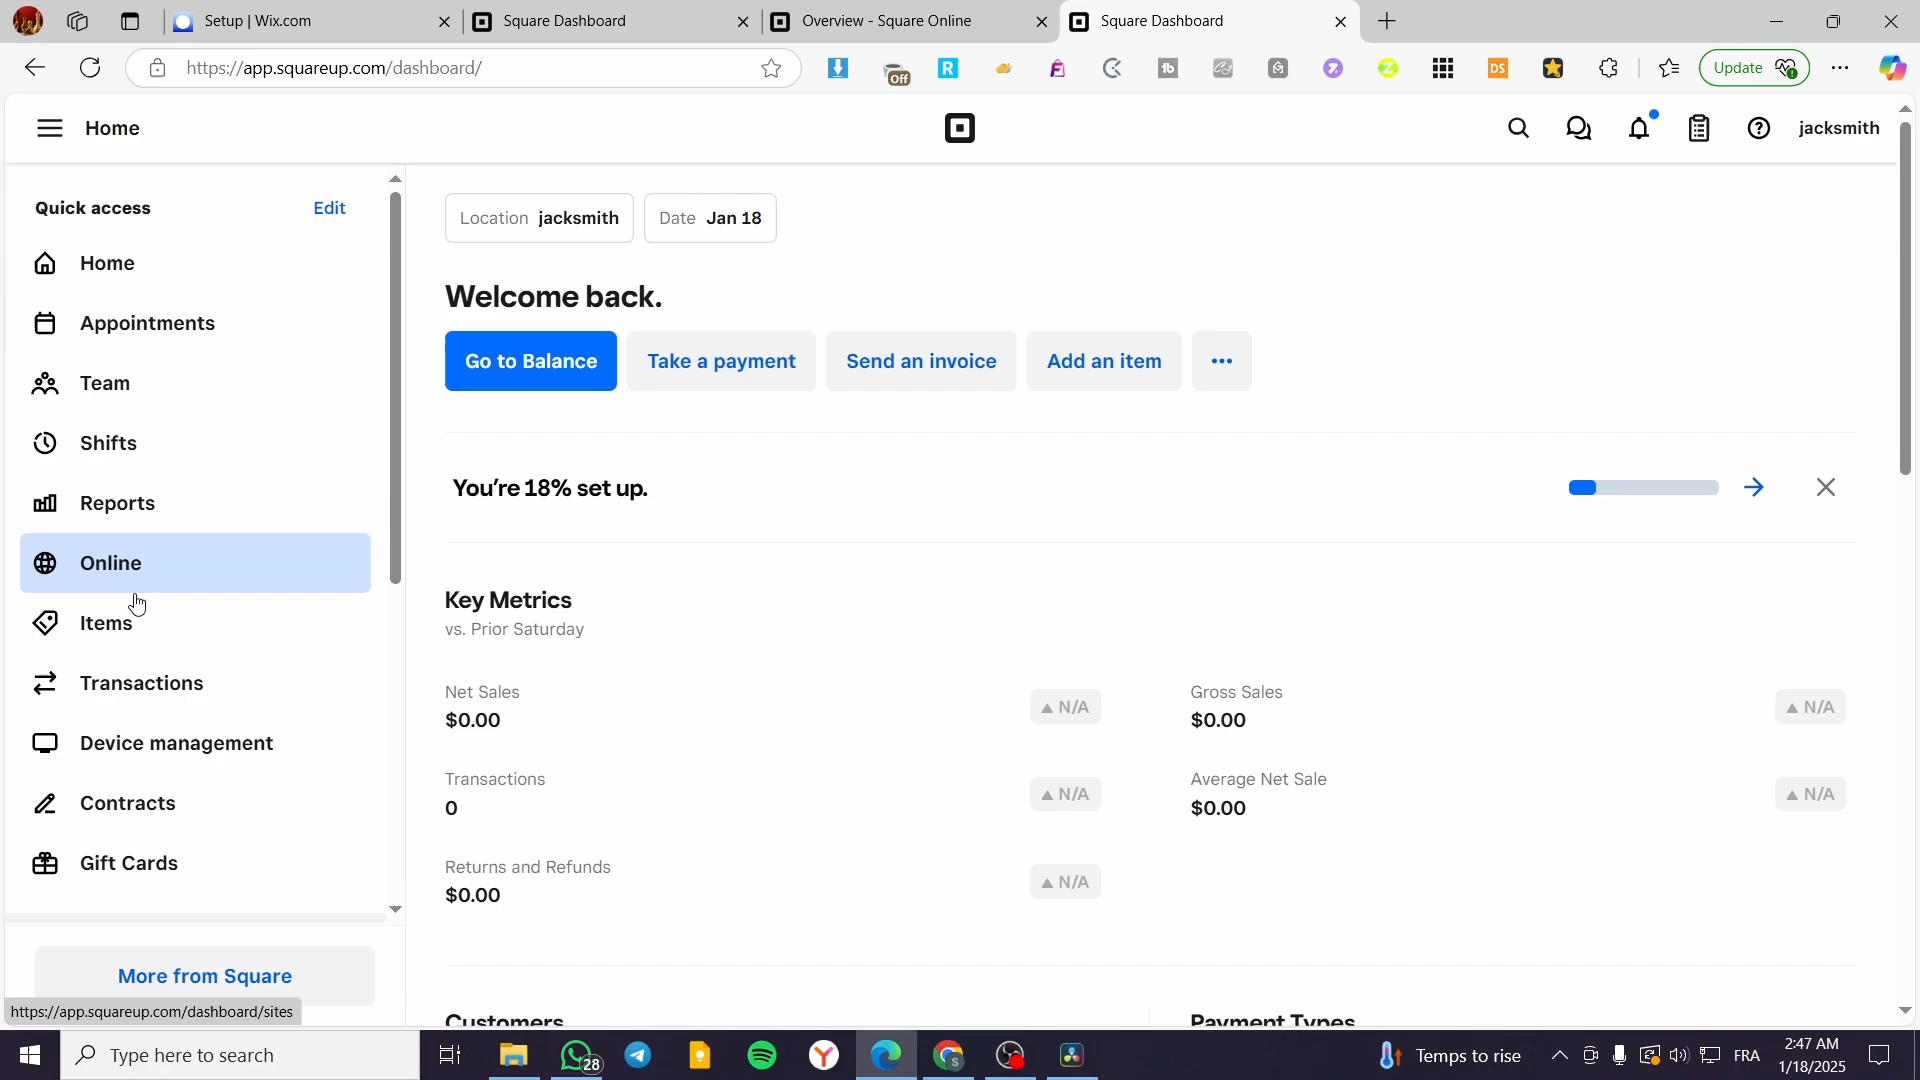 Setup | Wix.com
Square Dashboard
Overview - Square Online
Square Dashboard
https://app.squareup.com/dashboard/
Off
R
1b
DS
Update
Home
jacksmith
Quick access
Edit
Home
Appointments
Team
Shifts
Reports
Online
Items
Transactions
Device management
Contracts
Gift Cards
More from Square
https://app.squareup.com/dashboard/sites
Location jacksmith
Date Jan 18
Welcome back.
Go to Balance
Take a payment
Send an invoice
Add an item
You're 18% set up.
Key Metrics
vs. Prior Saturday
Net Sales
$0.00
N/A
Gross Sales
$0.00
N/A
Transactions
0
N/A
Average Net Sale
$0.00
N/A
Returns and Refunds
$0.00
N/A
Customers
Payment Types
Type here to search
28
Temps to rise
FRA
2:47 AM
1/18/2025